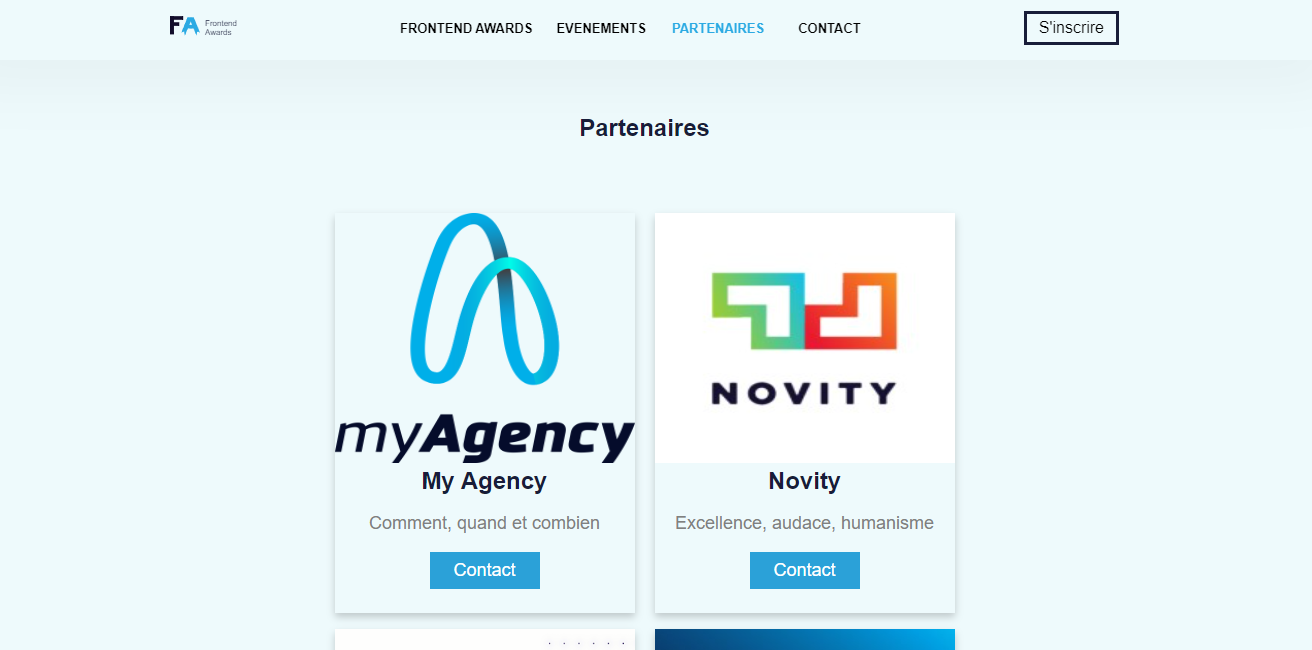 FA Frontend
Awards
FRONTEND AWARDS EVENEMENTS PARTENAIRES CONTACT S'inscrire
Partenaires
myAgency
NOVITY
My Agency
Comment, quand et combien
Contact
Novity
Excellence, audace, humanisme
Contact